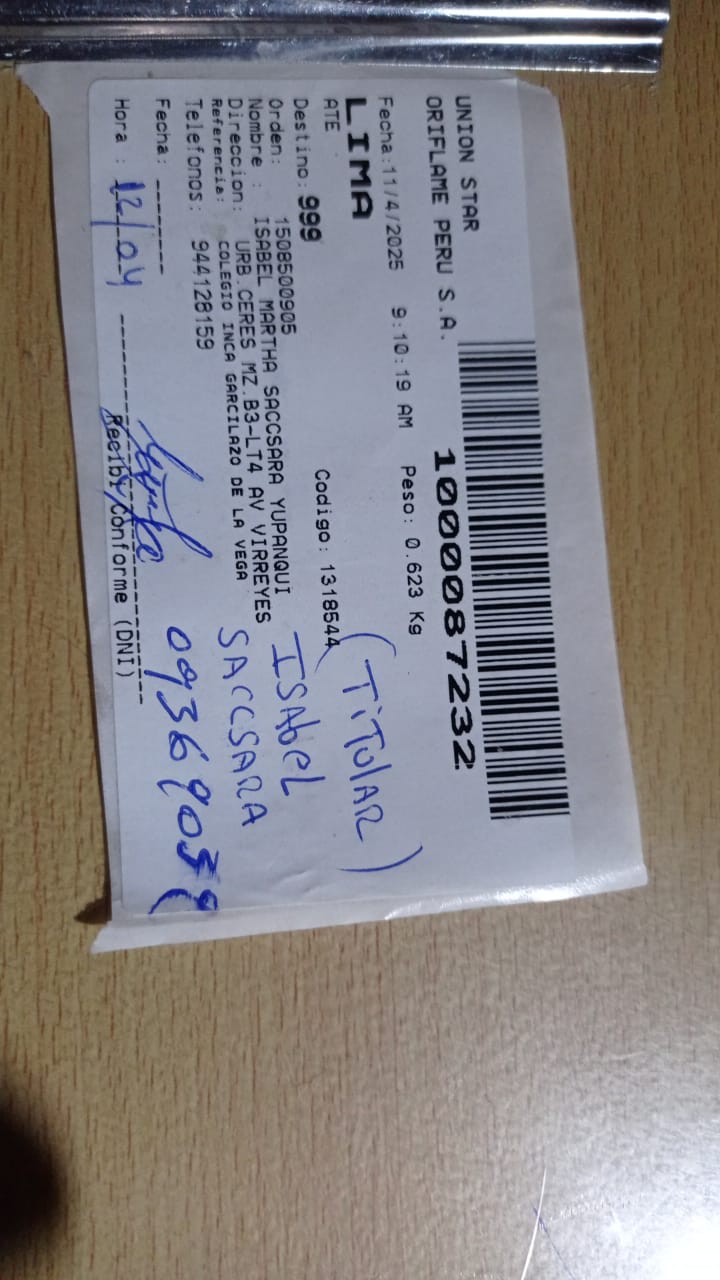 UNION STAR
ORIFLAME PERU S.A.
1000087232
Fecha:11/4/2025 9:10:19 AM Peso: 0.623 Kg
LIMA
ATE
(TiTulAR)
Destino: 999 Codigo: 1318544
Orden: 1508500905
Nombre : ISABEL MARTHA SACCSARA YUPANQUI
ISAbeL
Direccion: URB.CERES MZ.B3-LT4 AV VIRREYES
Referencia: COLEGIO INCA GARCILAZO DE LA VEGA
SACCSARA
Telefonos: 944128159
Fecha: --------
Hora : 12/04
Recibi Conforme (DNI)